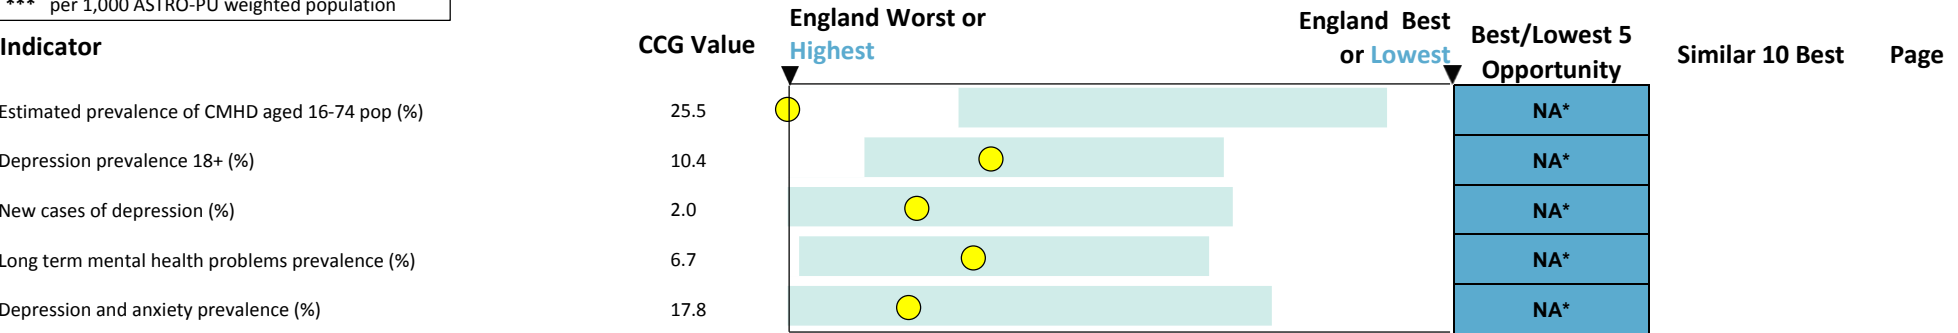 *** per 1,000 ASTRO-PU weighted population
Indicator CCG Value England Worst or Highest England Best or Lowest Best/Lowest 5 Opportunity Similar 10 Best Page
Estimated prevalence of CMHD aged 16-74 pop (%) 25.5 NA*
Depression prevalence 18+ (%) 10.4 NA*
New cases of depression (%) 2.0 NA*
Long term mental health problems prevalence (%) 6.7 NA*
Depression and anxiety prevalence (%) 17.8 NA*